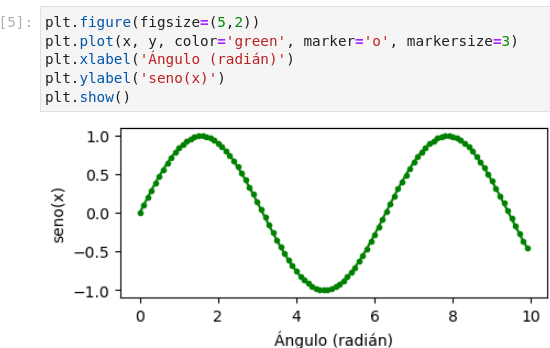 [5]:
plt.figure(figsize=(5,2))
plt.plot(x, y, color='green', marker='o', markersize=3)
plt.xlabel('Ángulo (radián)')
plt.ylabel('seno(x)')
plt.show()
1.0
0.5
0.0
−0.5
−1.0
seno(x)
0 2 4 6 8 10
Ángulo (radián)